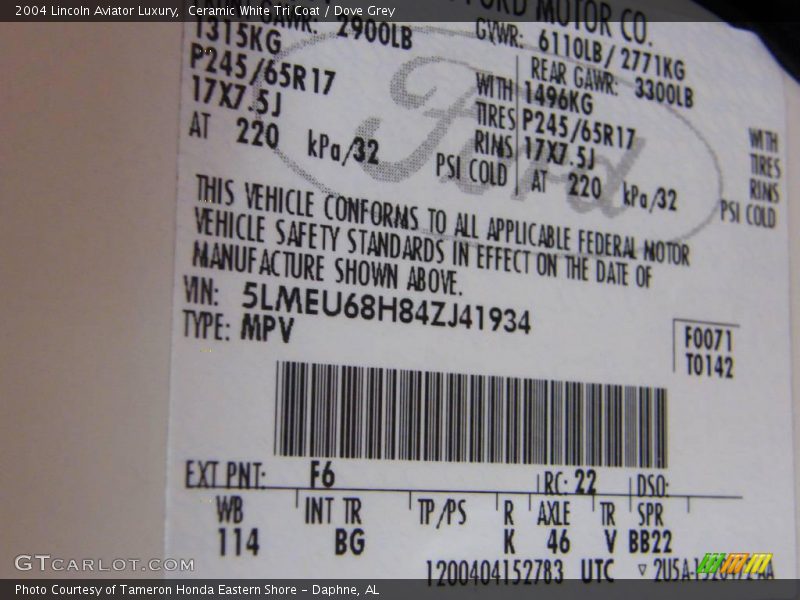 2004 Lincoln Aviator Luxury, Ceramic White Tri Coat / Dove Grey
FORD MOTOR CO.
GAWR: 2900LB GVWR: 6110LB/ 2771KG
1315KG REAR GAWR: 3300LB
P245/65R17 WITH 1496KG WITH
17X7.5J TIRES P245/65R17 TIRES
AT 220 kPa/32 RIMS 17X7.5J RIMS
PSI COLD AT 220 kPa/32 PSI COLD
Ford
THIS VEHICLE CONFORMS TO ALL APPLICABLE FEDERAL MOTOR
VEHICLE SAFETY STANDARDS IN EFFECT ON THE DATE OF
MANUFACTURE SHOWN ABOVE.
VIN: 5LMEU68H84ZJ41934
TYPE: MPV
F0071
T0142
EXT PNT: F6 RC: 22 DSO:
WB INT TR TP/PS R AXLE TR SPR
114 BG K 46 V BB22
1200404152783 UTC
GTCARLOT.COM
Photo Courtesy of Tameron Honda Eastern Shore - Daphne, AL